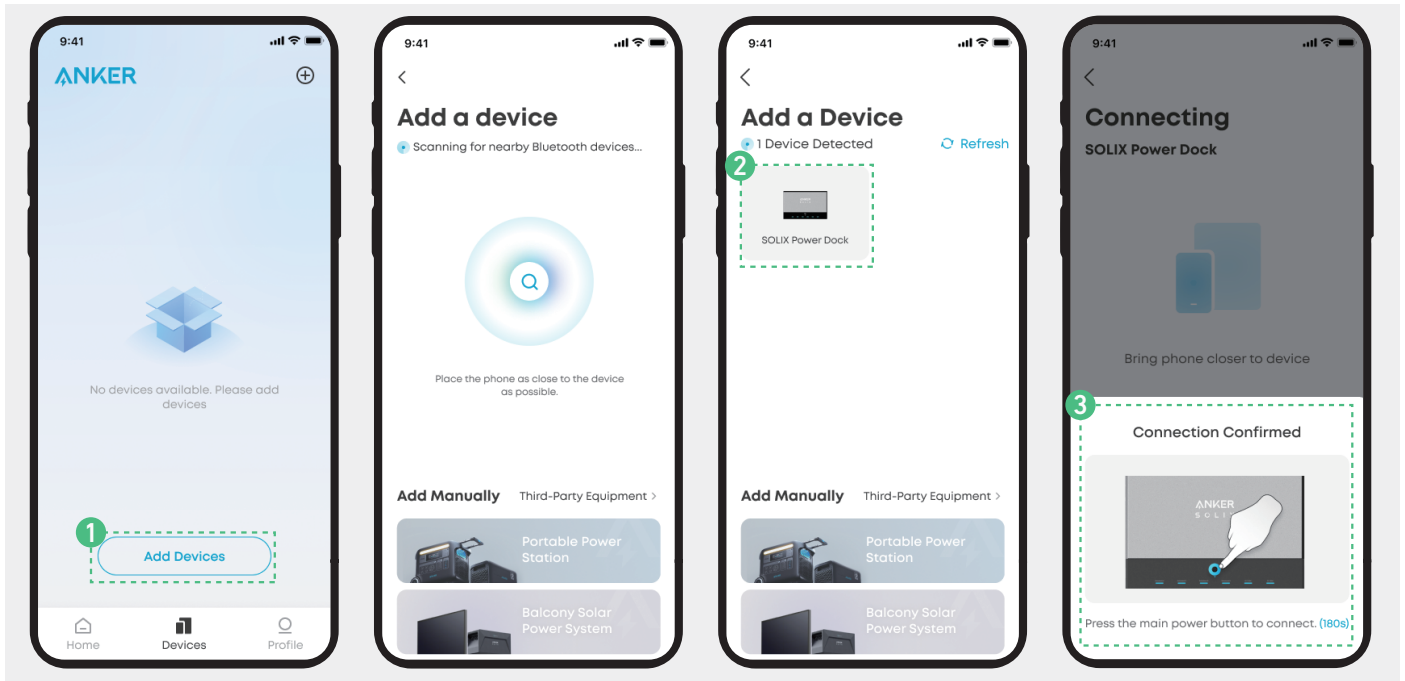 9:41
ANKER
No devices available. Please add
devices
1
Add Devices
Home
Devices
Profile
9:41
Add a device
Scanning for nearby Bluetooth devices...
Place the phone as close to the device
as possible.
Add Manually
Third-Party Equipment >
Portable Power
Station
Balcony Solar
Power System
9:41
Add a Device
1 Device Detected
Refresh
2
SOLIX Power Dock
Add Manually
Third-Party Equipment >
Portable Power
Station
Balcony Solar
Power System
9:41
Connecting
SOLIX Power Dock
Bring phone closer to device
3
Connection Confirmed
ANKER
Press the main power button to connect. (180s)